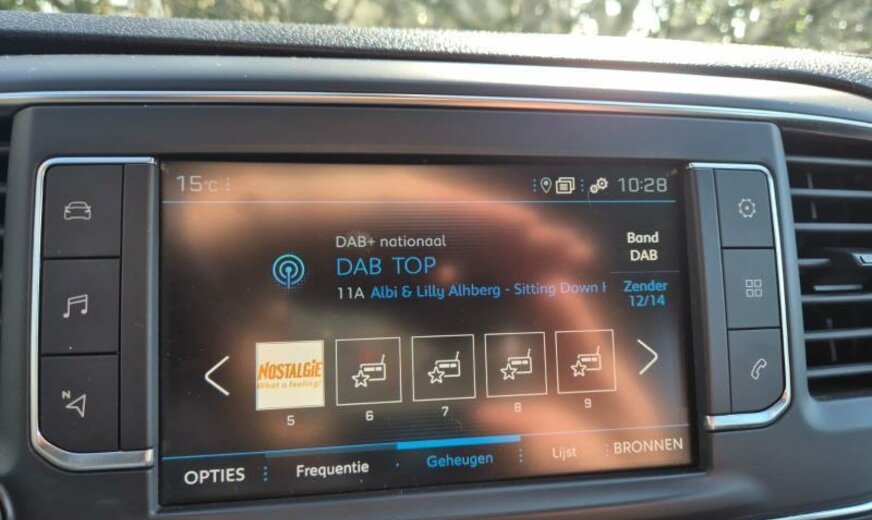 15°C
10:28
DAB+ nationaal
DAB TOP
11A Albi & Lilly Alhberg - Sitting Down
Band
DAB
Zender
12/14
NOSTALGIE
What a feeling!
5 6 7 8 9
N
OPTIES Frequentie Geheugen Lijst BRONNEN